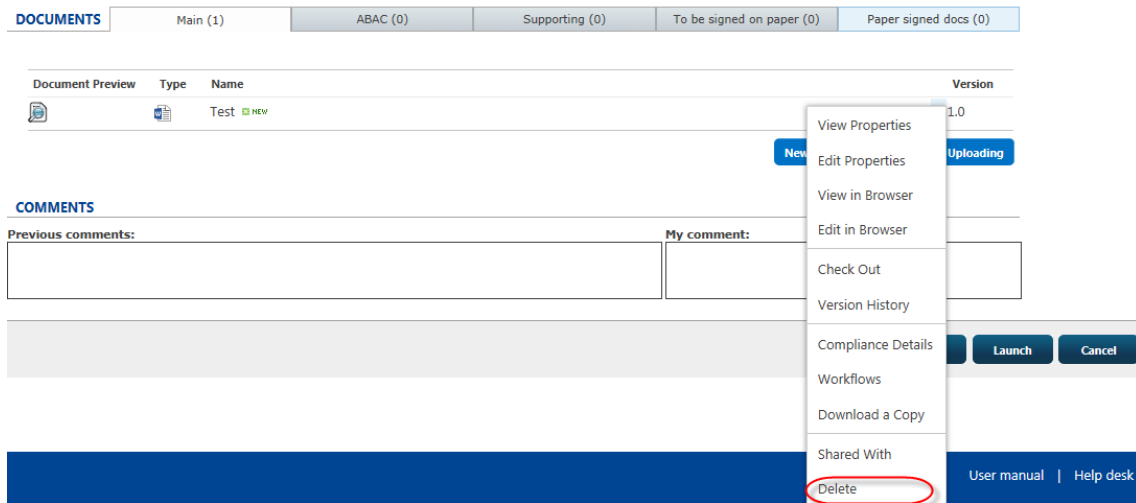 DOCUMENTS Main (1) ABAC (0) Supporting (0) To be signed on paper (0) Paper signed docs (0)
Document Preview Type Name Version
Test NEW 1.0
View Properties
New Uploading
Edit Properties
View in Browser
COMMENTS
Edit in Browser
Previous comments: My comment:
Check Out
Version History
Compliance Details
Launch Cancel
Workflows
Download a Copy
Shared With
User manual | Help desk
Delete